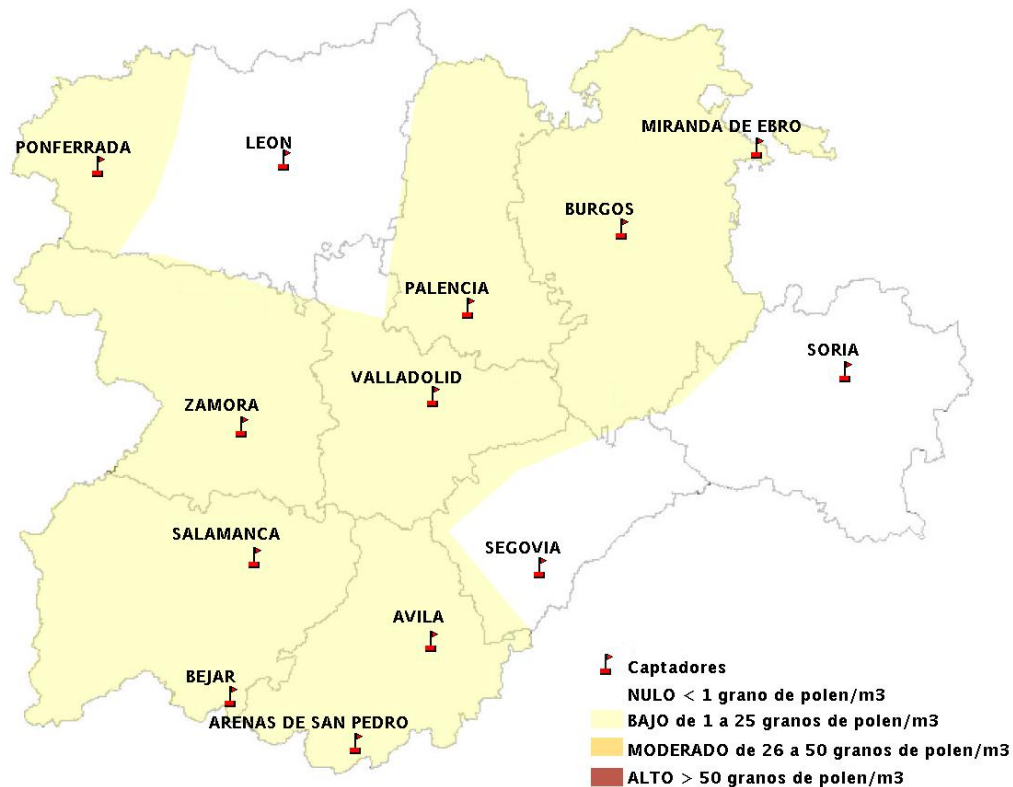 MIRANDA DE EBRO
PONFERRADA
LEON
BURGOS
PALENCIA
SORIA
VALLADOLID
ZAMORA
SALAMANCA
SEGOVIA
AVILA
BEJAR
ARENAS DE SAN PEDRO
Captadores
NULO < 1 grano de polen/m3
BAJO de 1 a 25 granos de polen/m3
MODERADO de 26 a 50 granos de polen/m3
ALTO > 50 granos de polen/m3